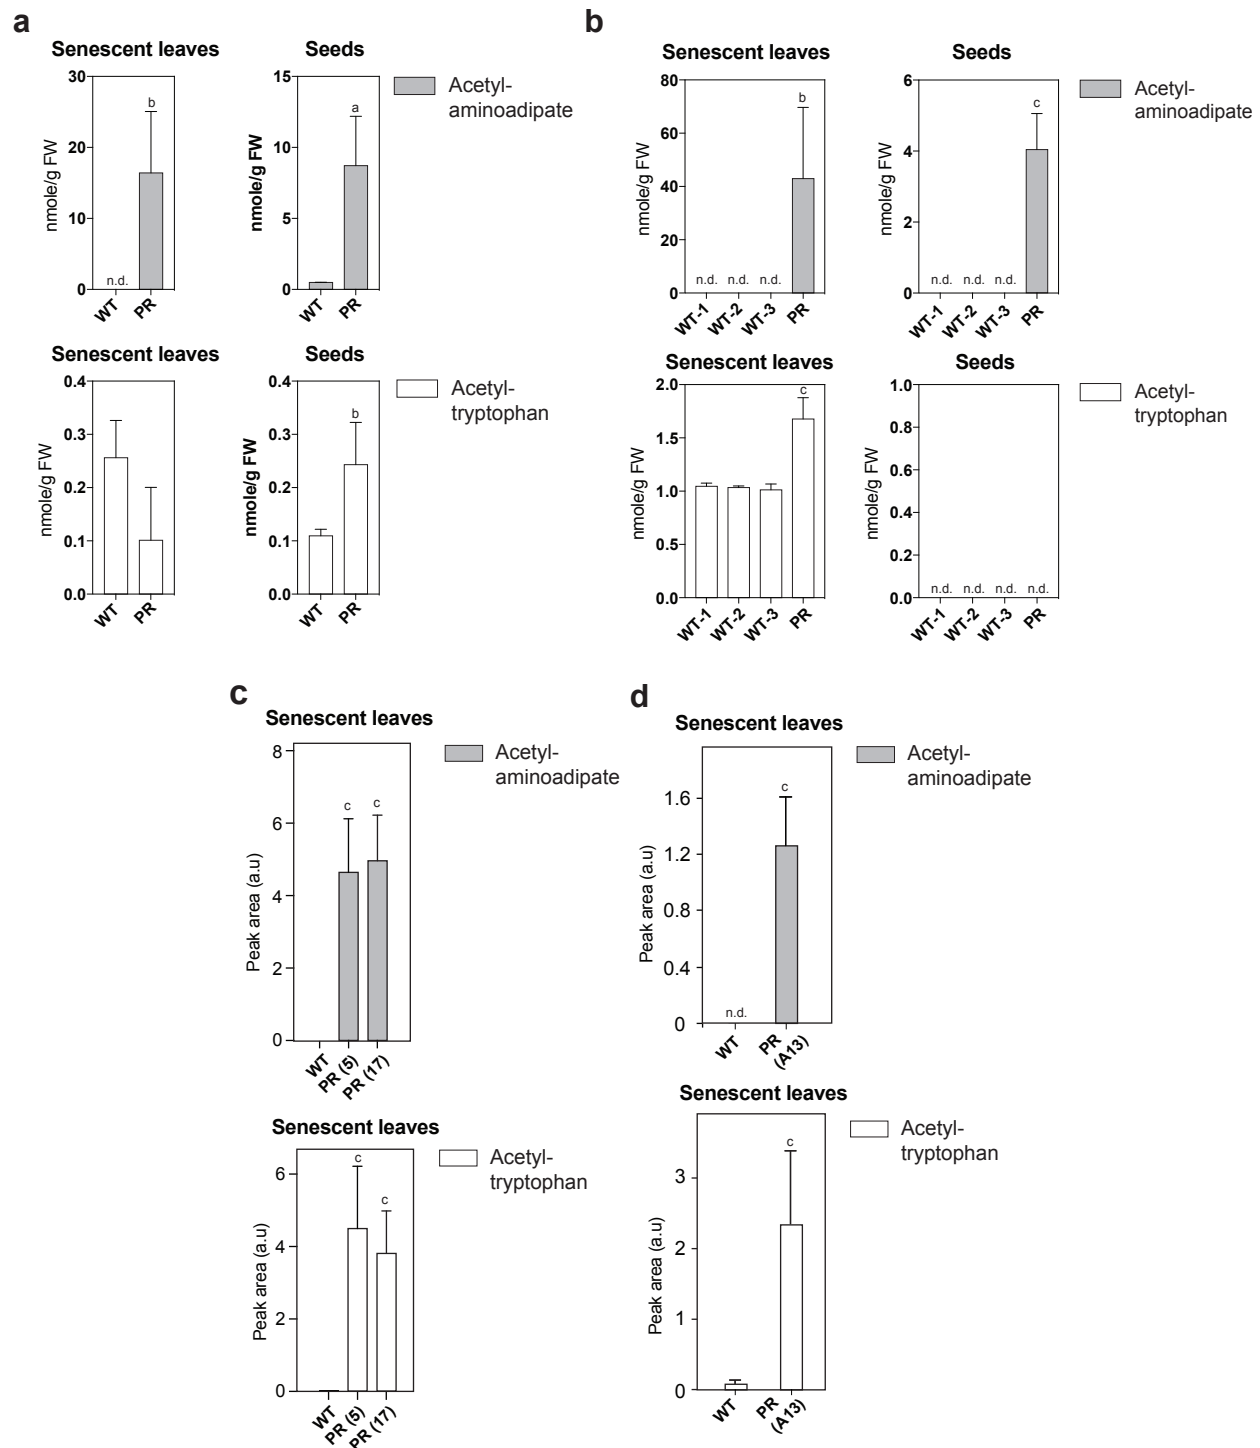 a
Senescent leaves
Seeds
30
20
10
0
nmole/g FW
b
n.d.
WT
PR
15
10
5
0
nmole/g FW
a
WT
PR
Acetyl-
aminoadipate
Senescent leaves
Seeds
0.4
0.3
0.2
0.1
0.0
nmole/g FW
WT
PR
0.4
0.3
0.2
0.1
0.0
nmole/g FW
b
WT
PR
Acetyl-
tryptophan
b
Senescent leaves
Seeds
80
60
40
20
0
nmole/g FW
b
n.d. n.d. n.d.
WT-1
WT-2
WT-3
PR
6
4
2
0
nmole/g FW
c
n.d. n.d. n.d.
WT-1
WT-2
WT-3
PR
Acetyl-
aminoadipate
Senescent leaves
Seeds
2.0
1.5
1.0
0.5
0.0
nmole/g FW
c
WT-1
WT-2
WT-3
PR
1.0
0.8
0.6
0.4
0.2
0.0
nmole/g FW
n.d. n.d. n.d. n.d.
WT-1
WT-2
WT-3
PR
Acetyl-
tryptophan
c
Senescent leaves
8
6
4
2
0
Peak area (a.u)
c c
WT
PR (5)
PR (17)
Acetyl-
aminoadipate
Senescent leaves
6
4
2
0
Peak area (a.u)
c
c
WT
PR (5)
PR (17)
Acetyl-
tryptophan
d
Senescent leaves
1.6
1.2
0.8
0.4
0
Peak area (a.u)
c
n.d.
WT
PR
(A13)
Acetyl-
aminoadipate
Senescent leaves
3
2
1
0
Peak area (a.u)
c
WT
PR
(A13)
Acetyl-
tryptophan